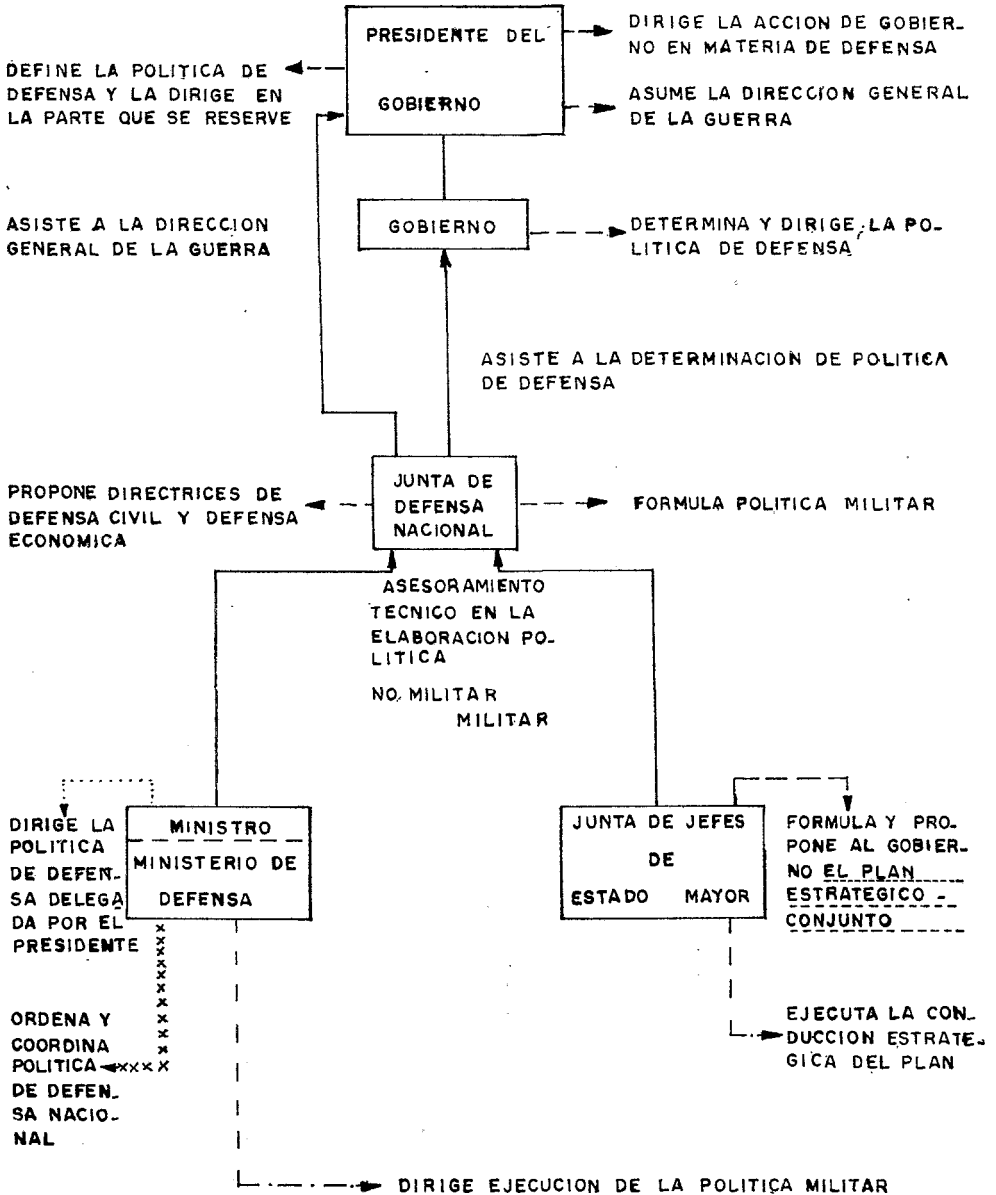 PRESIDENTE DEL
GOBIERNO
DIRIGE LA ACCION DE GOBIER-
NO EN MATERIA DE DEFENSA
DEFINE LA POLITICA DE
DEFENSA Y LA DIRIGE EN
LA PARTE QUE SE RESERVE
ASUME LA DIRECCION GENERAL
DE LA GUERRA
ASISTE A LA DIRECCION
GENERAL DE LA GUERRA
GOBIERNO
DETERMINA Y DIRIGE LA PO-
LITICA DE DEFENSA
ASISTE A LA DETERMINACION DE POLITICA
DE DEFENSA
JUNTA DE
DEFENSA
NACIONAL
PROPONE DIRECTRICES DE
DEFENSA CIVIL Y DEFENSA
ECONOMICA
FORMULA POLITICA MILITAR
ASESORAMIENTO
TECNICO EN LA
ELABORACION PO-
LITICA
NO MILITAR
MILITAR
DIRIGE LA
POLITICA
DE DEFEN-
SA DELEGA
DA POR EL
PRESIDENTE
MINISTRO
MINISTERIO DE
DEFENSA
JUNTA DE JEFES
DE
ESTADO MAYOR
FORMULA Y PRO-
PONE AL GOBIER-
NO EL PLAN
ESTRATEGICO -
CONJUNTO
ORDENA Y
COORDINA
POLITICA
DE DEFEN-
SA NACIO-
NAL
EJECUTA LA CON-
DUCCION ESTRATE-
GICA DEL PLAN
DIRIGE EJECUCION DE LA POLITICA MILITAR